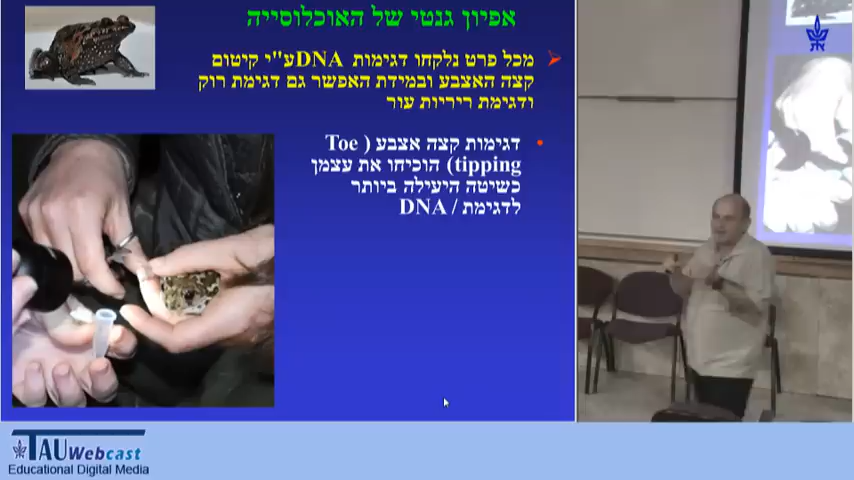 אפיון גנטי של האוכלוסייה
מכל פרט נלקחו דגימות DNAע"י קיטום
קצה האצבע ובמידת האפשר גם דגימת רוק
ודגימת ריריות עור
דגימות קצה אצבע ( Toe
tipping) הוכיחו את עצמן
כשיטה היעילה ביותר
לדגימת / DNA
TAU Webcast
Educational Digital Media